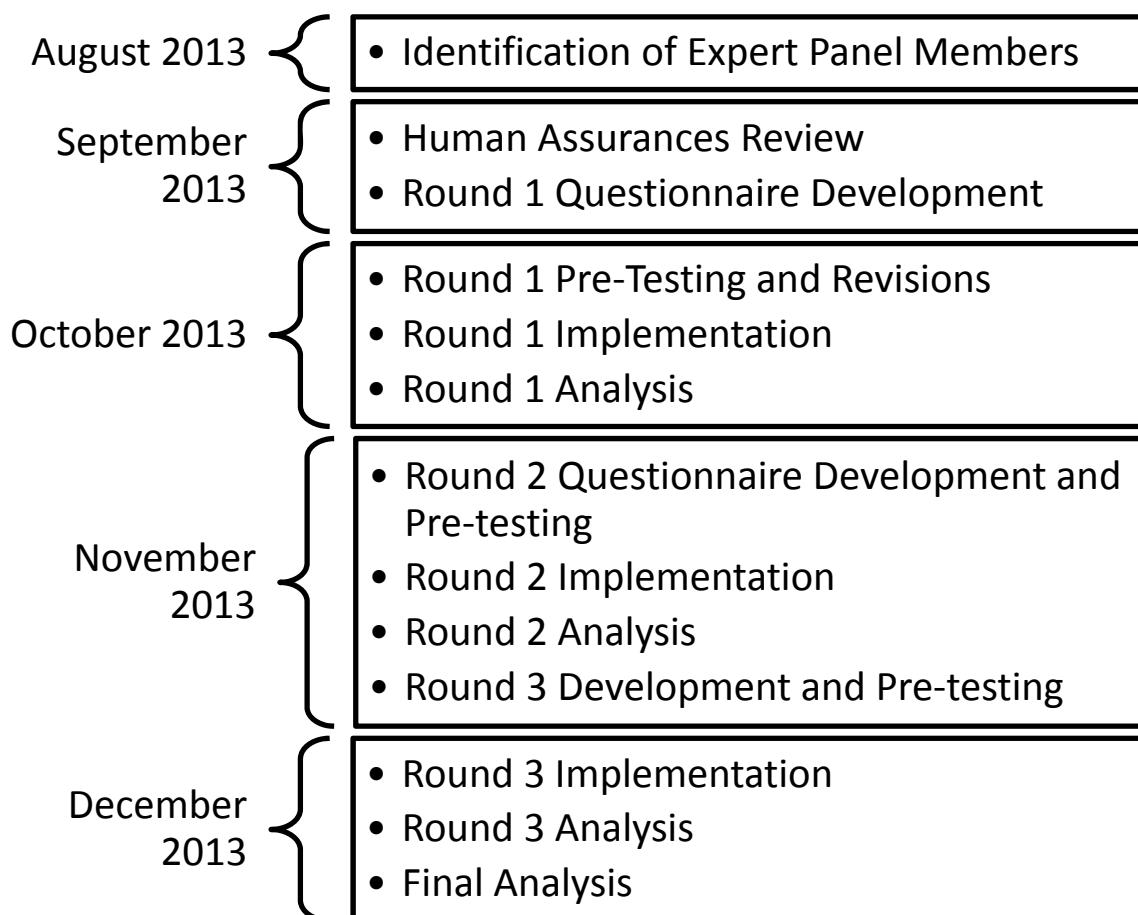 August 2013
• Identification of Expert Panel Members
September
2013
• Human Assurances Review
• Round 1 Questionnaire Development
October 2013
• Round 1 Pre-Testing and Revisions
• Round 1 Implementation
• Round 1 Analysis
November
2013
• Round 2 Questionnaire Development and
Pre-testing
• Round 2 Implementation
• Round 2 Analysis
• Round 3 Development and Pre-testing
December
2013
• Round 3 Implementation
• Round 3 Analysis
• Final Analysis